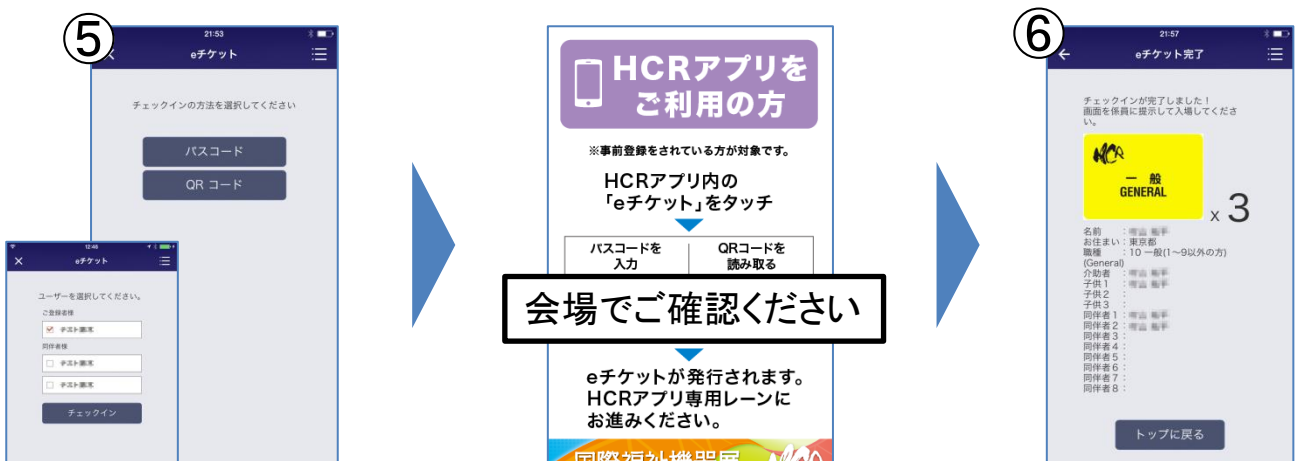 ⑤
21:53
eチケット
チェックインの方法を選択してください
パスコード
QR コード
12:46
eチケット
ユーザーを選択してください。
ご登録者様
同伴者様
チェックイン
HCRアプリを
ご利用の方
※事前登録をされている方が対象です。
HCRアプリ内の
「eチケット」をタッチ
パスコードを
入力
QRコードを
読み取る
会場でご確認ください
eチケットが発行されます。
HCRアプリ専用レーンに
お進みください。
国際福祉機器展
HCR
⑥
21:57
eチケット完了
チェックインが完了しました！
画面を係員に提示して入場してくださ
い。
HCR
一 般
GENERAL
x 3
名前 :
お住まい : 東京都
職種 : 10 一般(1〜9以外の方)
(General)
介助者 :
子供1 :
子供2 :
子供3 :
同伴者1 :
同伴者2 :
同伴者3 :
同伴者4 :
同伴者5 :
同伴者6 :
同伴者7 :
同伴者8 :
トップに戻る